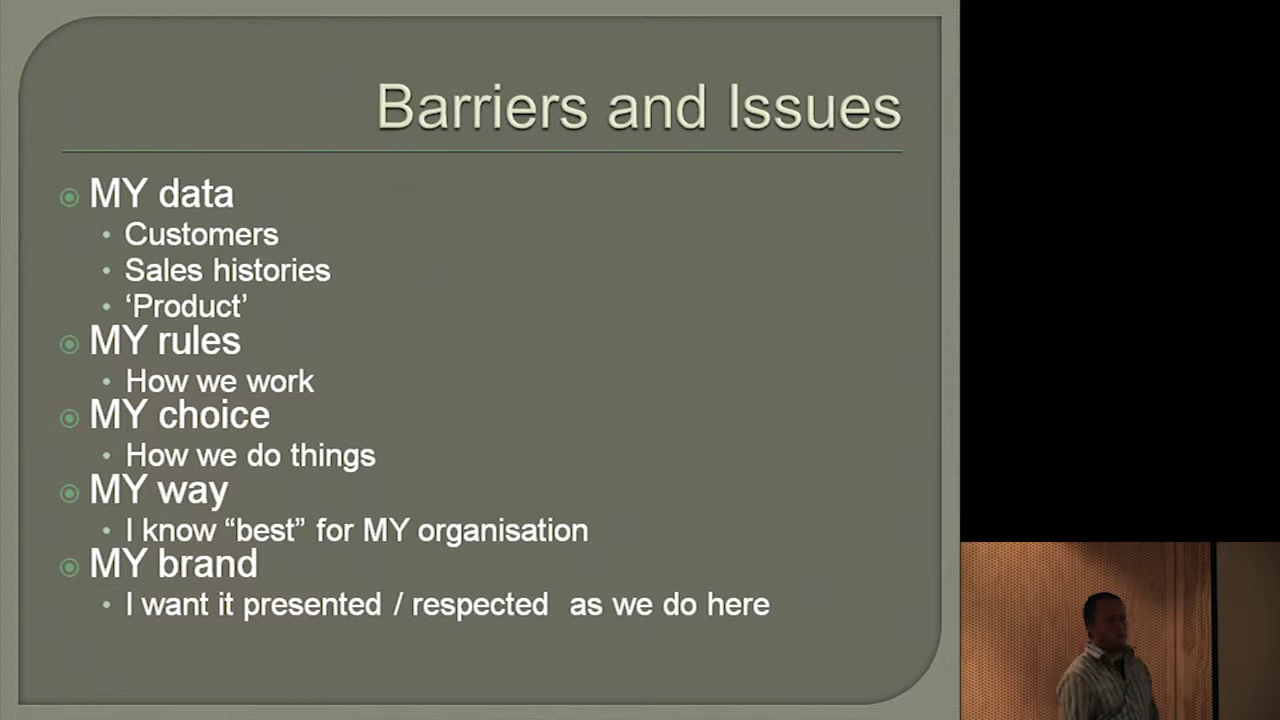 Barriers and Issues
MY data
Customers
Sales histories
‘Product’
MY rules
How we work
MY choice
How we do things
MY way
I know “best” for MY organisation
MY brand
I want it presented / respected  as we do here